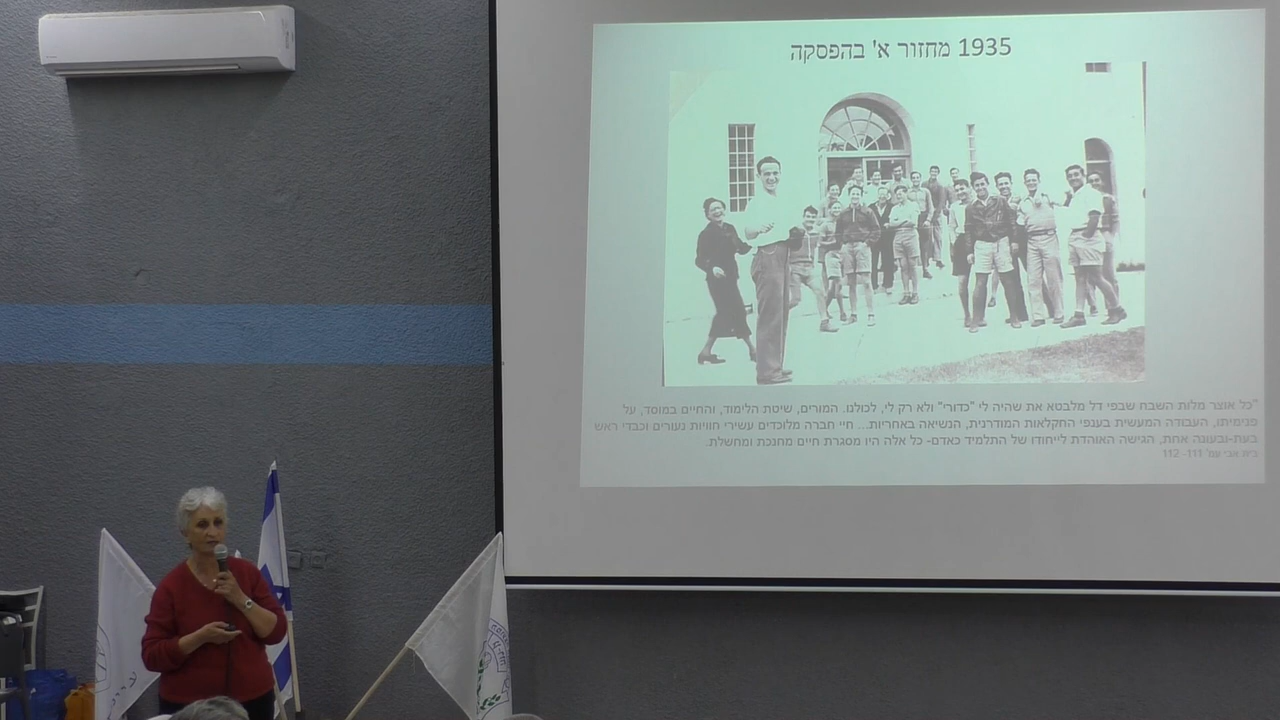 1935 מחזור א' בהפסקה
"כל אוצר מלות השבח שבפי דל מלבטא את שהיה לי "כדורי" ולא רק לי, לכולנו. המורים, שיטת הלימוד, והחיים במוסד, על
פנימיתו, העבודה המעשית בענפי החקלאות המודרנית, הנשיאה באחריות... חיי חברה מלוכדים עשירי חוויות נעורים וכבדי ראש
בעת-ובעונה אחת, הגישה האוהדת לייחודו של התלמיד כאדם- כל אלה היו מסגרת חיים מחנכת ומחשלת.
בית אבי עמ' 111- 112